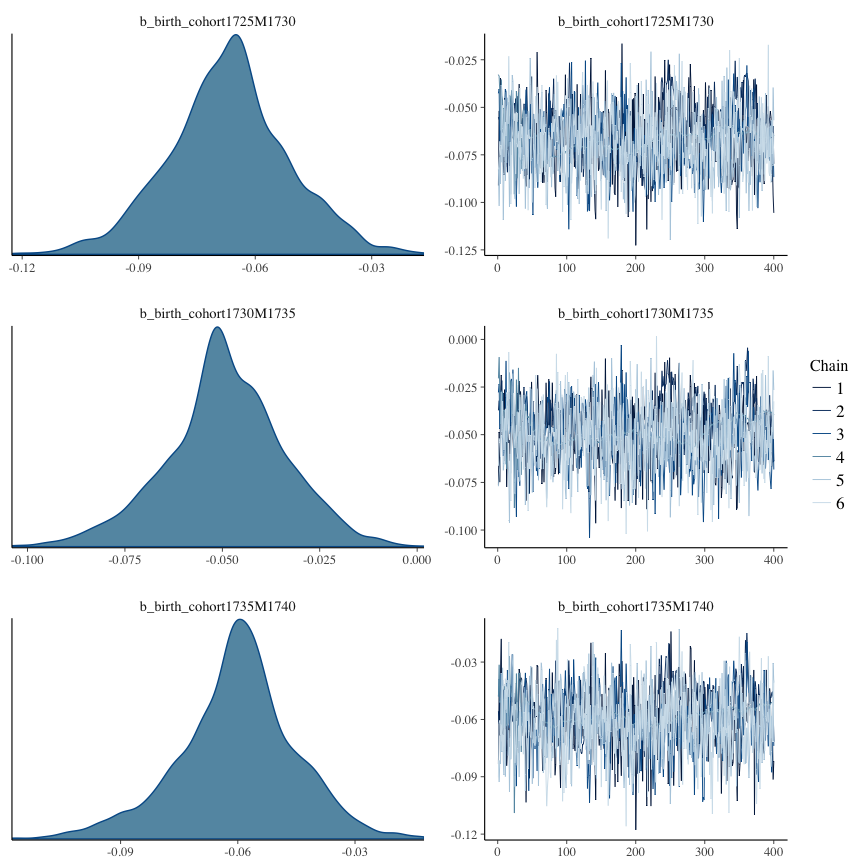 b_birth_cohort1725M1730
-0.12 -0.09 -0.06 -0.03
b_birth_cohort1725M1730
-0.025
-0.050
-0.075
-0.100
-0.125
0 100 200 300 400
b_birth_cohort1730M1735
-0.100 -0.075 -0.050 -0.025 0.000
b_birth_cohort1730M1735
0.000
-0.025
-0.050
-0.075
-0.100
0 100 200 300 400
b_birth_cohort1735M1740
-0.09 -0.06 -0.03
b_birth_cohort1735M1740
-0.03
-0.06
-0.09
-0.12
0 100 200 300 400
Chain
1
2
3
4
5
6